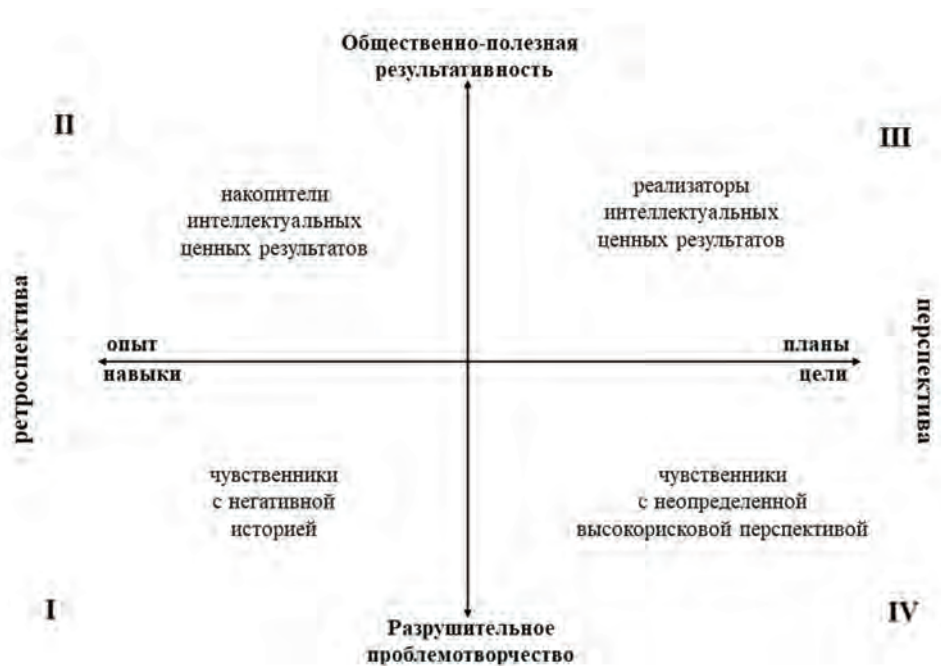 Общественно-полезная
результативность
II
III
накопители
интеллектуальных
ценных результатов
реализаторы
интеллектуальных
ценных результатов
ретроспектива
опыт
навыки
планы
цели
перспектива
чувственники
с негативной
историей
чувственники
с неопределенной
высокорисковой перспективой
I
IV
Разрушительное
проблемотворчество